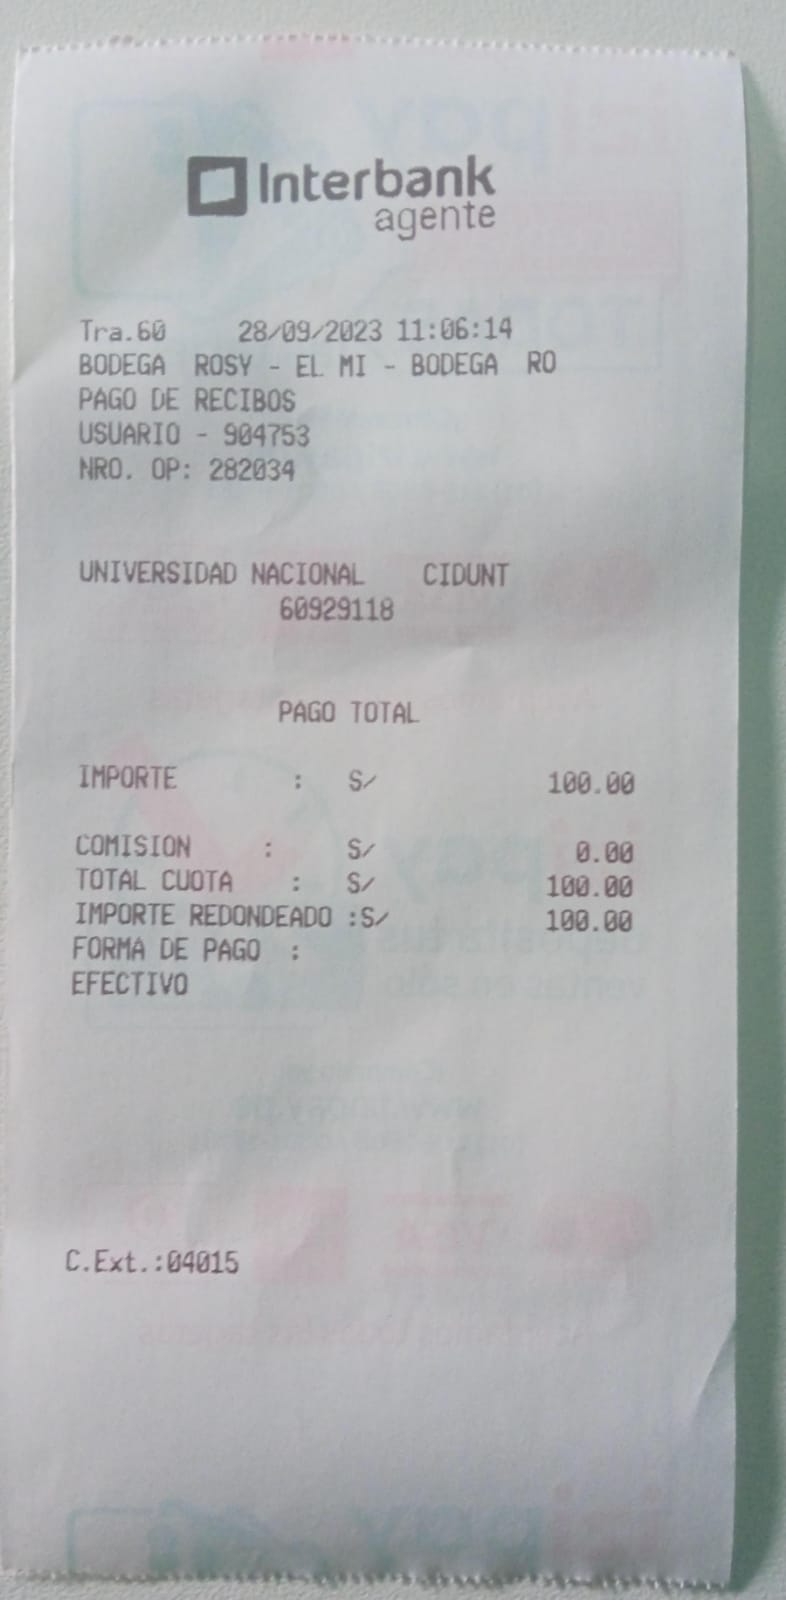 Interbank
agente
Tra.60 28/09/2023 11:06:14
BODEGA ROSY - EL MI - BODEGA RO
PAGO DE RECIBOS
USUARIO - 904753
NRO. OP: 282034
UNIVERSIDAD NACIONAL CIDUNT
60929118
PAGO TOTAL
IMPORTE : S/ 100.00
COMISION : S/ 0.00
TOTAL CUOTA : S/ 100.00
IMPORTE REDONDEADO :S/ 100.00
FORMA DE PAGO :
EFECTIVO
C.Ext.:04015